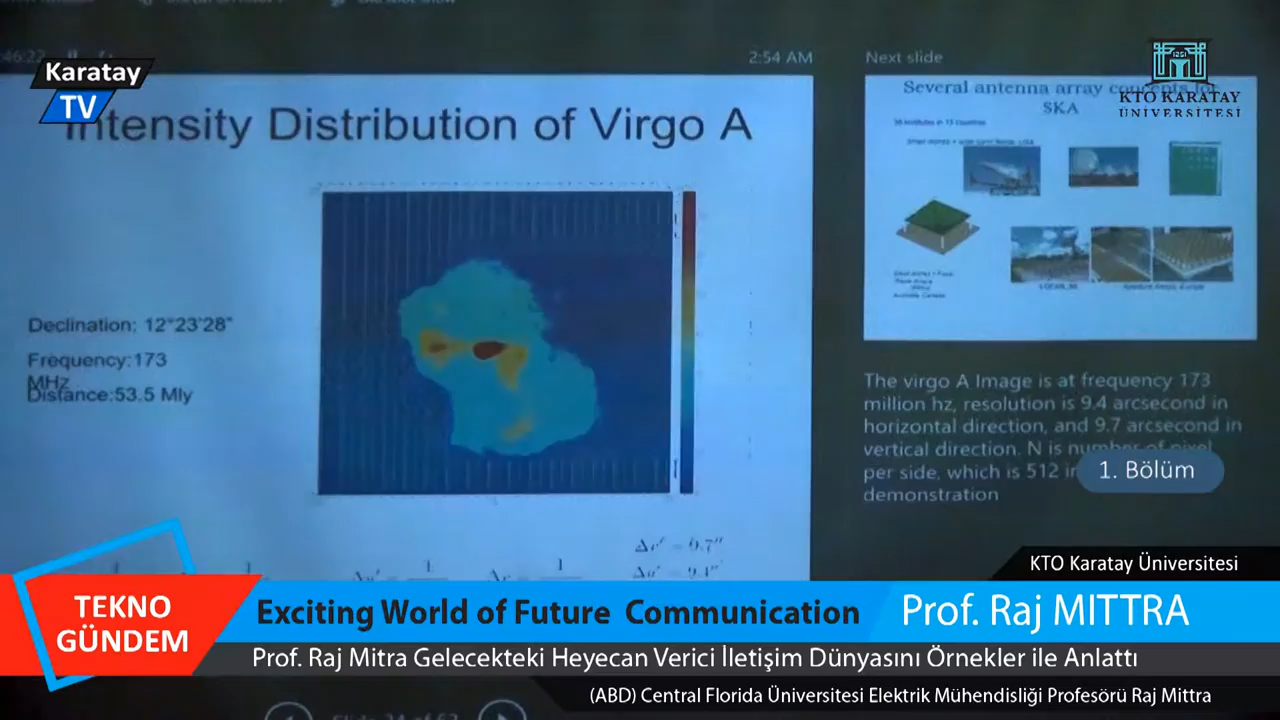 :46:22
2:54 AM
Next slide
Karatay
TV
Intensity Distribution of Virgo A
Several antenna array concepts for
SKA
KTO KARATAY
ÜNİVERSİTESİ
Declination: 12°23'28"
Frequency:173
MHz
Distance:53.5 Mly
The virgo A Image is at frequency 173
million hz, resolution is 9.4 arcsecond in
horizontal direction, and 9.7 arcsecond in
vertical direction. N is number of pixel
per side, which is 512 in
demonstration
1. Bölüm
KTO Karatay Üniversitesi
TEKNO
GÜNDEM
Exciting World of Future Communication
Prof. Raj MITTRA
Prof. Raj Mitra Gelecekteki Heyecan Verici İletişim Dünyasını Örnekler ile Anlattı
(ABD) Central Florida Üniversitesi Elektrik Mühendisliği Profesörü Raj Mittra